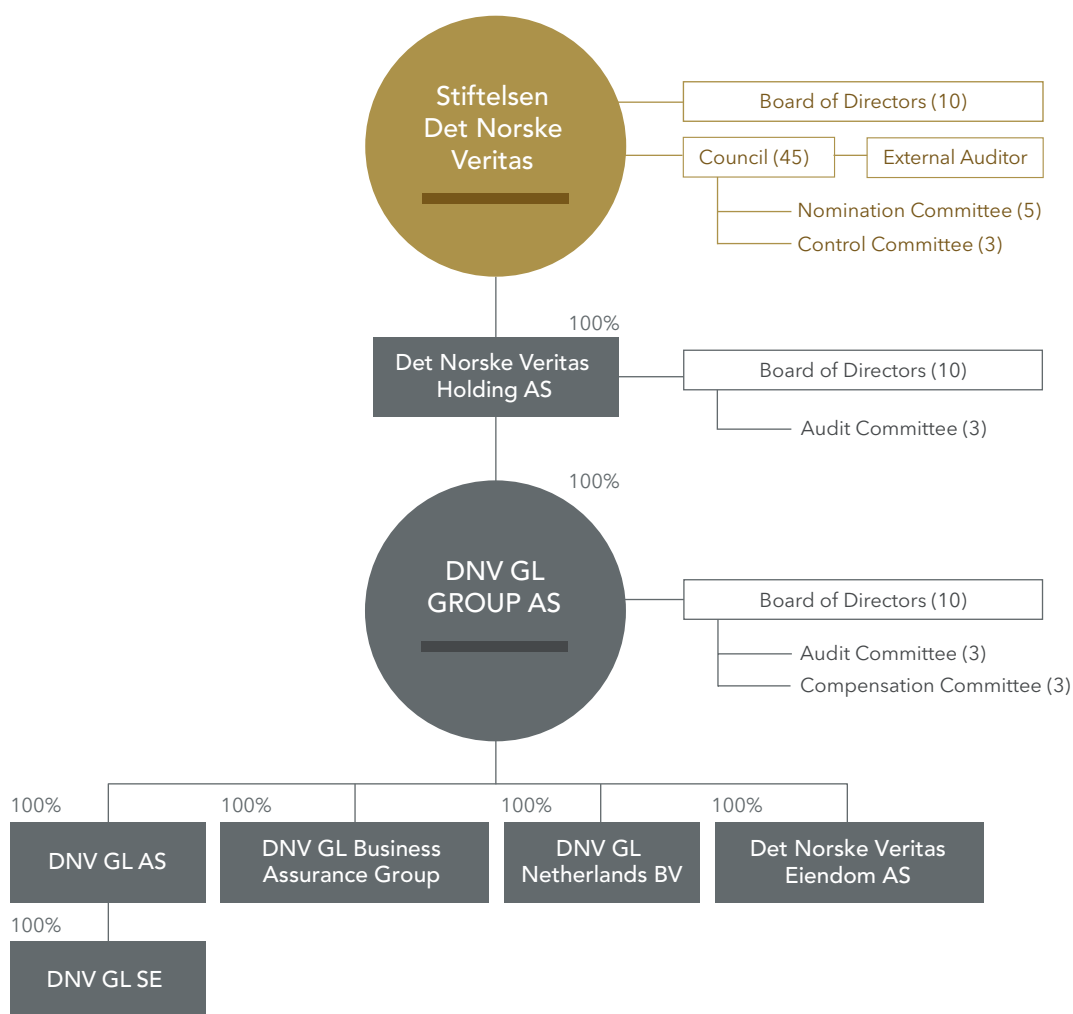 Stiftelsen
Det Norske
Veritas
Board of Directors (10)
Council (45)
External Auditor
Nomination Committee (5)
Control Committee (3)
100%
Det Norske Veritas
Holding AS
Board of Directors (10)
Audit Committee (3)
100%
DNV GL
GROUP AS
Board of Directors (10)
Audit Committee (3)
Compensation Committee (3)
100%
DNV GL AS
100%
DNV GL Business
Assurance Group
100%
DNV GL
Netherlands BV
100%
Det Norske Veritas
Eiendom AS
100%
DNV GL SE